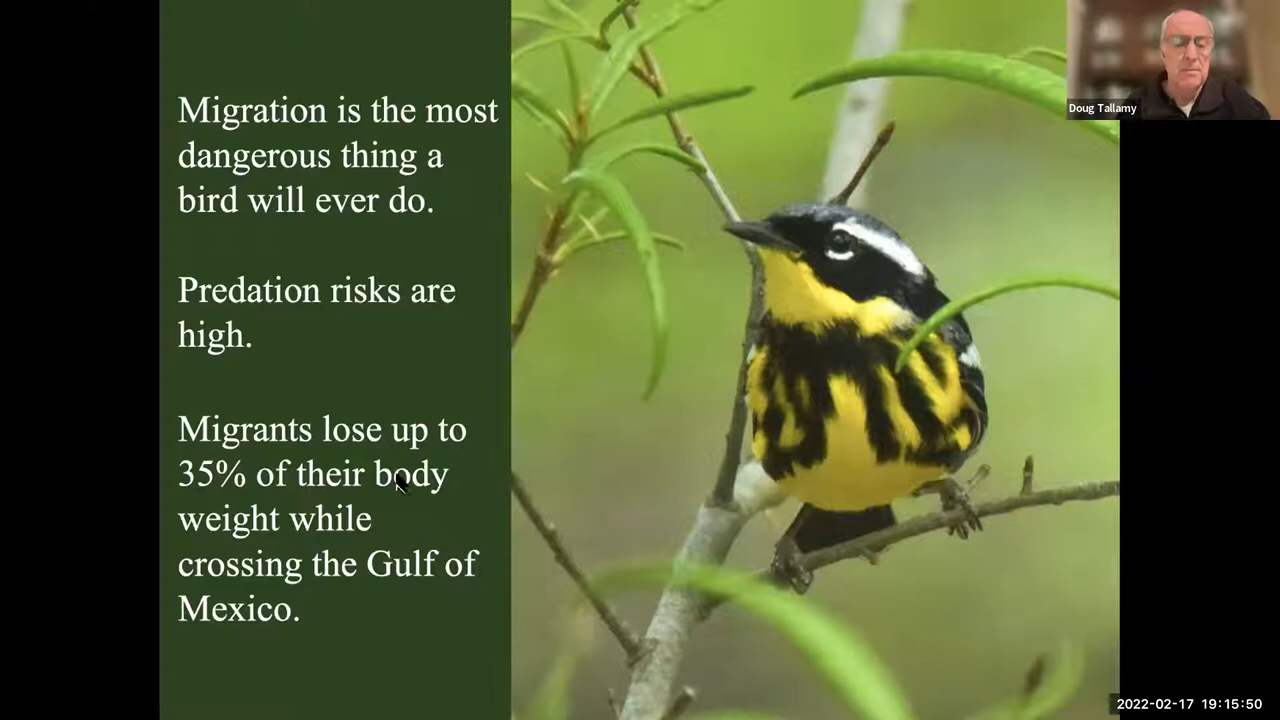 Migration is the most
dangerous thing a
bird will ever do.
Predation risks are
high.
Migrants lose up to
35% of their body
weight while
crossing the Gulf of
Mexico.
Doug Tallamy
2022-02-17 19:15:50